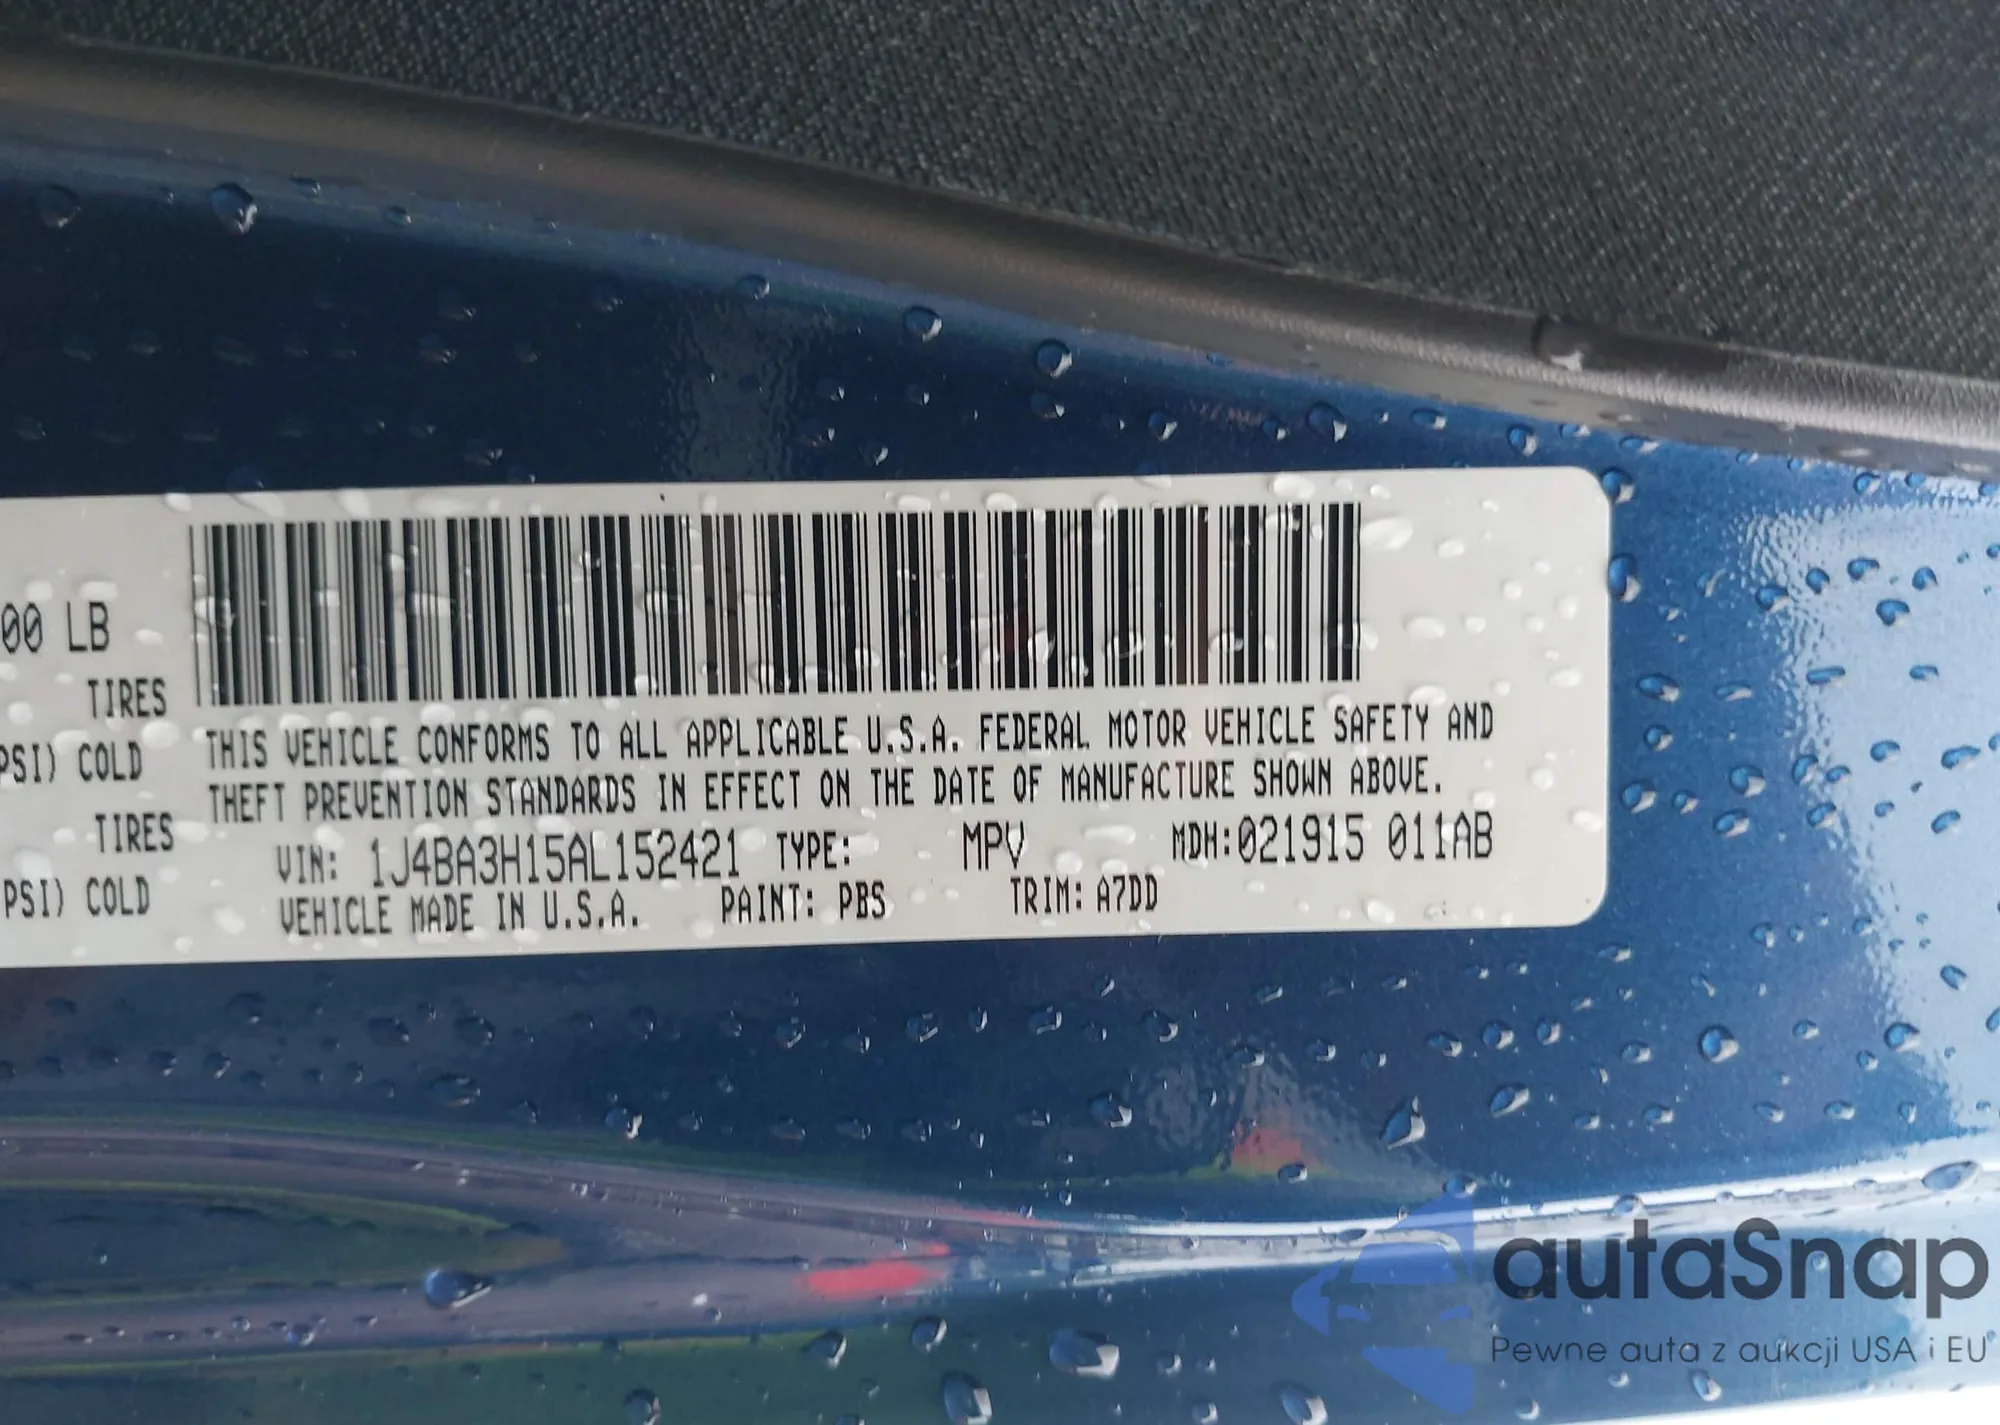 00 LB
TIRES
PSI) COLD
TIRES
PSI) COLD
THIS VEHICLE CONFORMS TO ALL APPLICABLE U.S.A. FEDERAL MOTOR VEHICLE SAFETY AND
THEFT PREVENTION STANDARDS IN EFFECT ON THE DATE OF MANUFACTURE SHOWN ABOVE.
VIN: 1J4BA3H15AL152421 TYPE: MPV MDH:021915 011AB
VEHICLE MADE IN U.S.A. PAINT: PBS TRIM: A7DD
autaSnap
Pewne auta z aukcji USA i EU